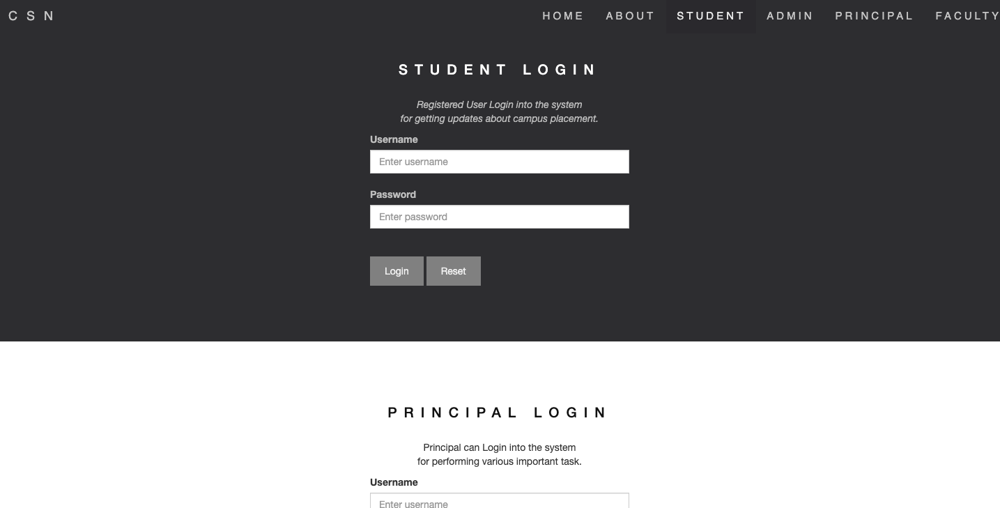 CSN HOME ABOUT STUDENT ADMIN PRINCIPAL FACULTY
STUDENT LOGIN
Registered User Login into the system
for getting updates about campus placement.
Username
Enter username
Password
Enter password
Login Reset
PRINCIPAL LOGIN
Principal can Login into the system
for performing various important task.
Username
Enter username